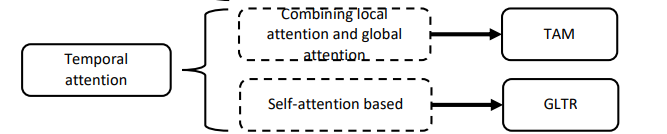 Combining local
attention and global
attention
TAM
Temporal
attention
Self-attention based
GLTR